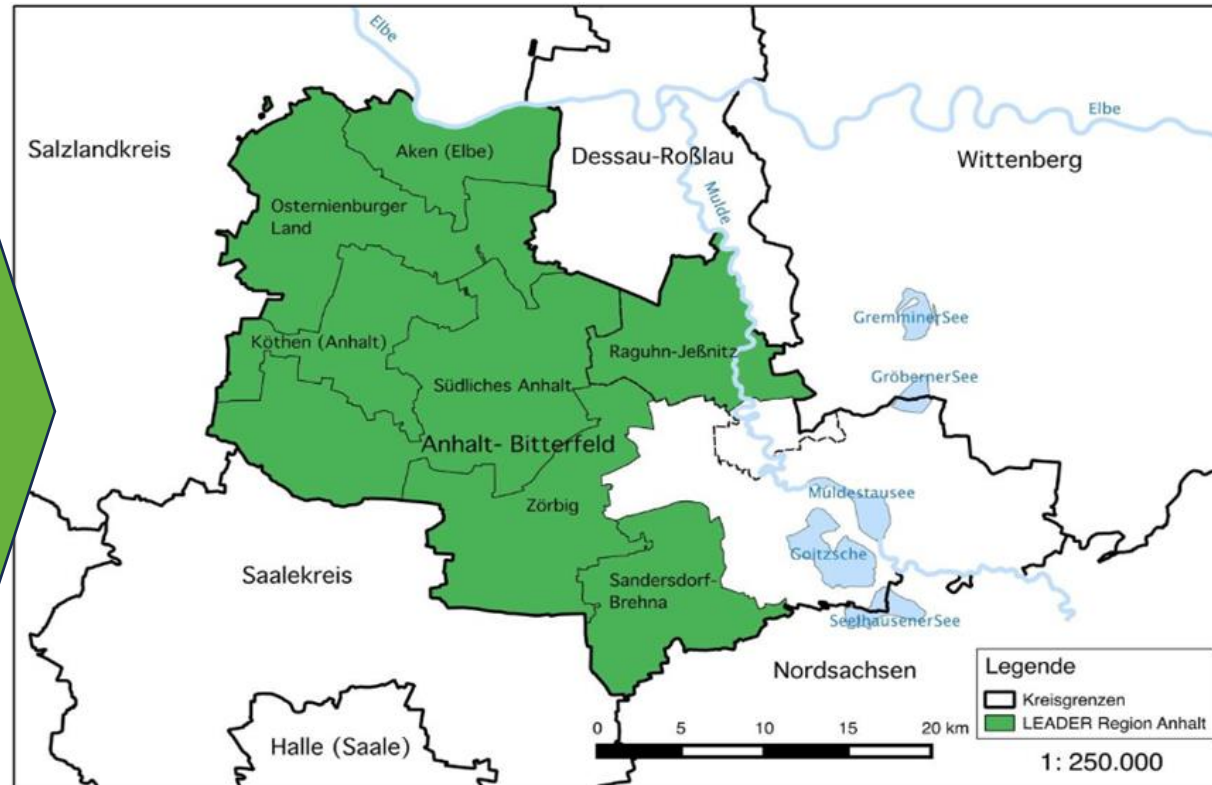 Elbe
Salzlandkreis
Aken (Elbe)
Dessau-Roßlau
Elbe
Wittenberg
Osternienburger
Land
Mulde
GremminerSee
Köthen (Anhalt)
Raguhn-Jeßnitz
GröbernerSee
Südliches Anhalt
Anhalt- Bitterfeld
Muldestausee
Zörbig
Goitzsche
Saalekreis
Sandersdorf-
Brehna
SeelhausenerSee
Nordsachsen
Halle (Saale)
0 5 10 15 20 km
Legende
Kreisgrenzen
LEADER Region Anhalt
1: 250.000